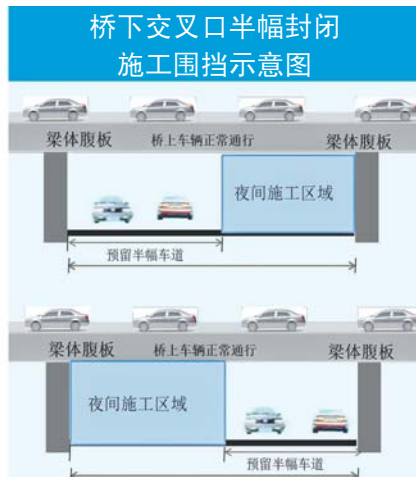 桥下交叉口半幅封闭
施工围挡示意图
梁体腹板 桥上车辆正常通行 梁体腹板
夜间施工区域
预留半幅车道
梁体腹板 桥上车辆正常通行 梁体腹板
夜间施工区域
预留半幅车道